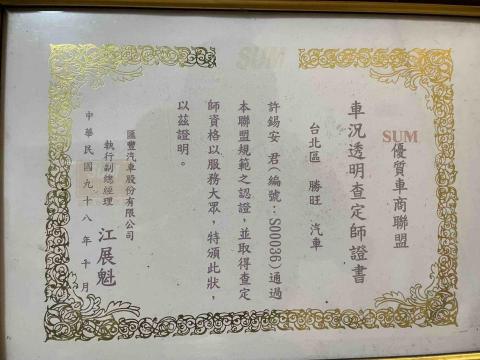 SUM
SUM
優質車商聯盟
車況透明查定師證書
台北區 勝旺 汽車
許錫安 君(編號:S00036)通過
本聯盟規範之認證,並取得查定
師資格以服務大眾,特頒此狀,
以茲證明。
匯豐汽車股份有限公司
執行副總經理 江展魁
中華民國九十八年十月